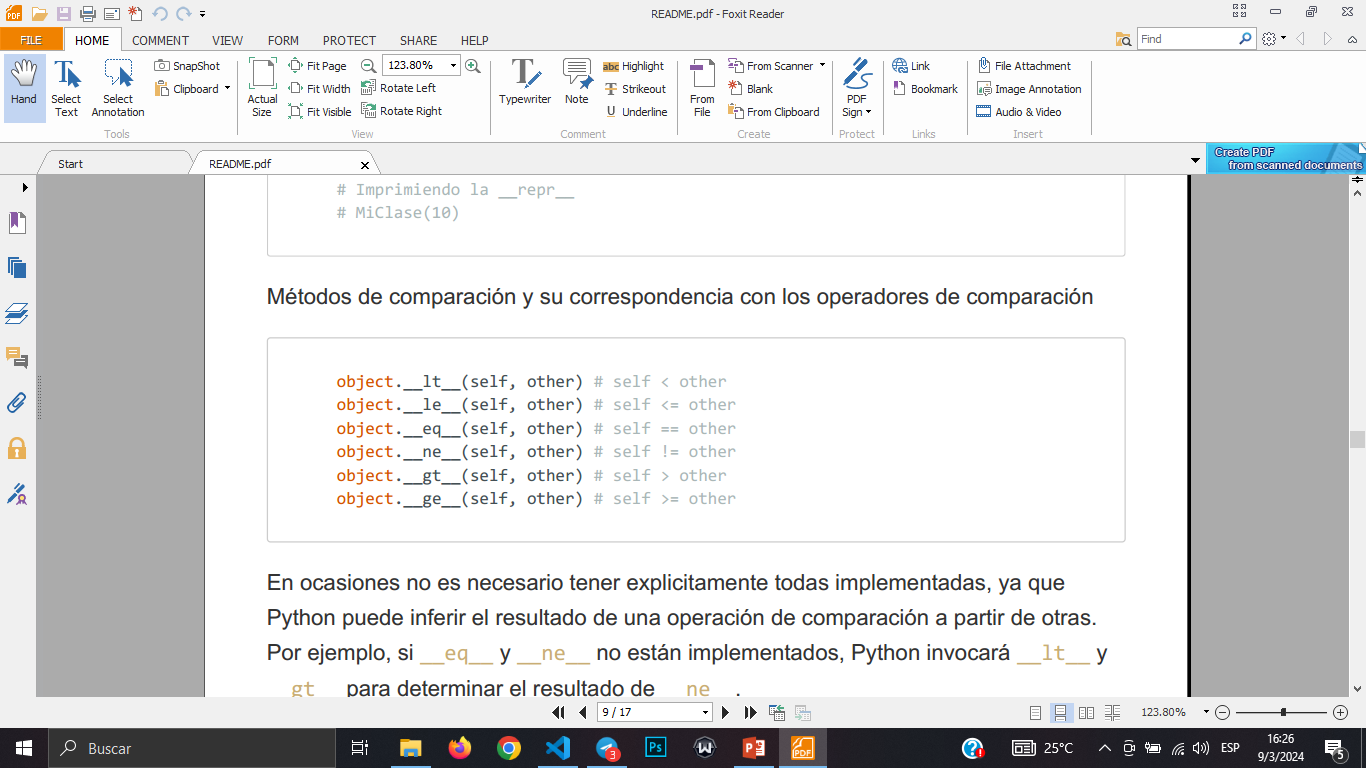 README.pdf - Foxit Reader
FILE HOME COMMENT VIEW FORM PROTECT SHARE HELP Find
Hand
Select Text
Select Annotation
SnapShot
Clipboard
Tools
Actual Size
Fit Page
Fit Width
Fit Visible
123.80%
Rotate Left
Rotate Right
View
Typewriter
Note
abc Highlight
T Strikeout
U Underline
Comment
From File
From Scanner
Blank
From Clipboard
Create
PDF Sign
Protect
Link
Bookmark
Links
File Attachment
Image Annotation
Audio & Video
Insert
Start README.pdf
Create PDF
from scanned documents
# Imprimiendo la __repr__
# MiClase(10)
Métodos de comparación y su correspondencia con los operadores de comparación
object.__lt__(self, other) # self < other
object.__le__(self, other) # self <= other
object.__eq__(self, other) # self == other
object.__ne__(self, other) # self != other
object.__gt__(self, other) # self > other
object.__ge__(self, other) # self >= other
En ocasiones no es necesario tener explicitamente todas implementadas, ya que
Python puede inferir el resultado de una operación de comparación a partir de otras.
Por ejemplo, si __eq__ y __ne__ no están implementados, Python invocará __lt__ y
gt para determinar el resultado de ne .
9 / 17 123.80%
Buscar
3
Ps
PDF
25°C
ESP
16:26
9/3/2024
5